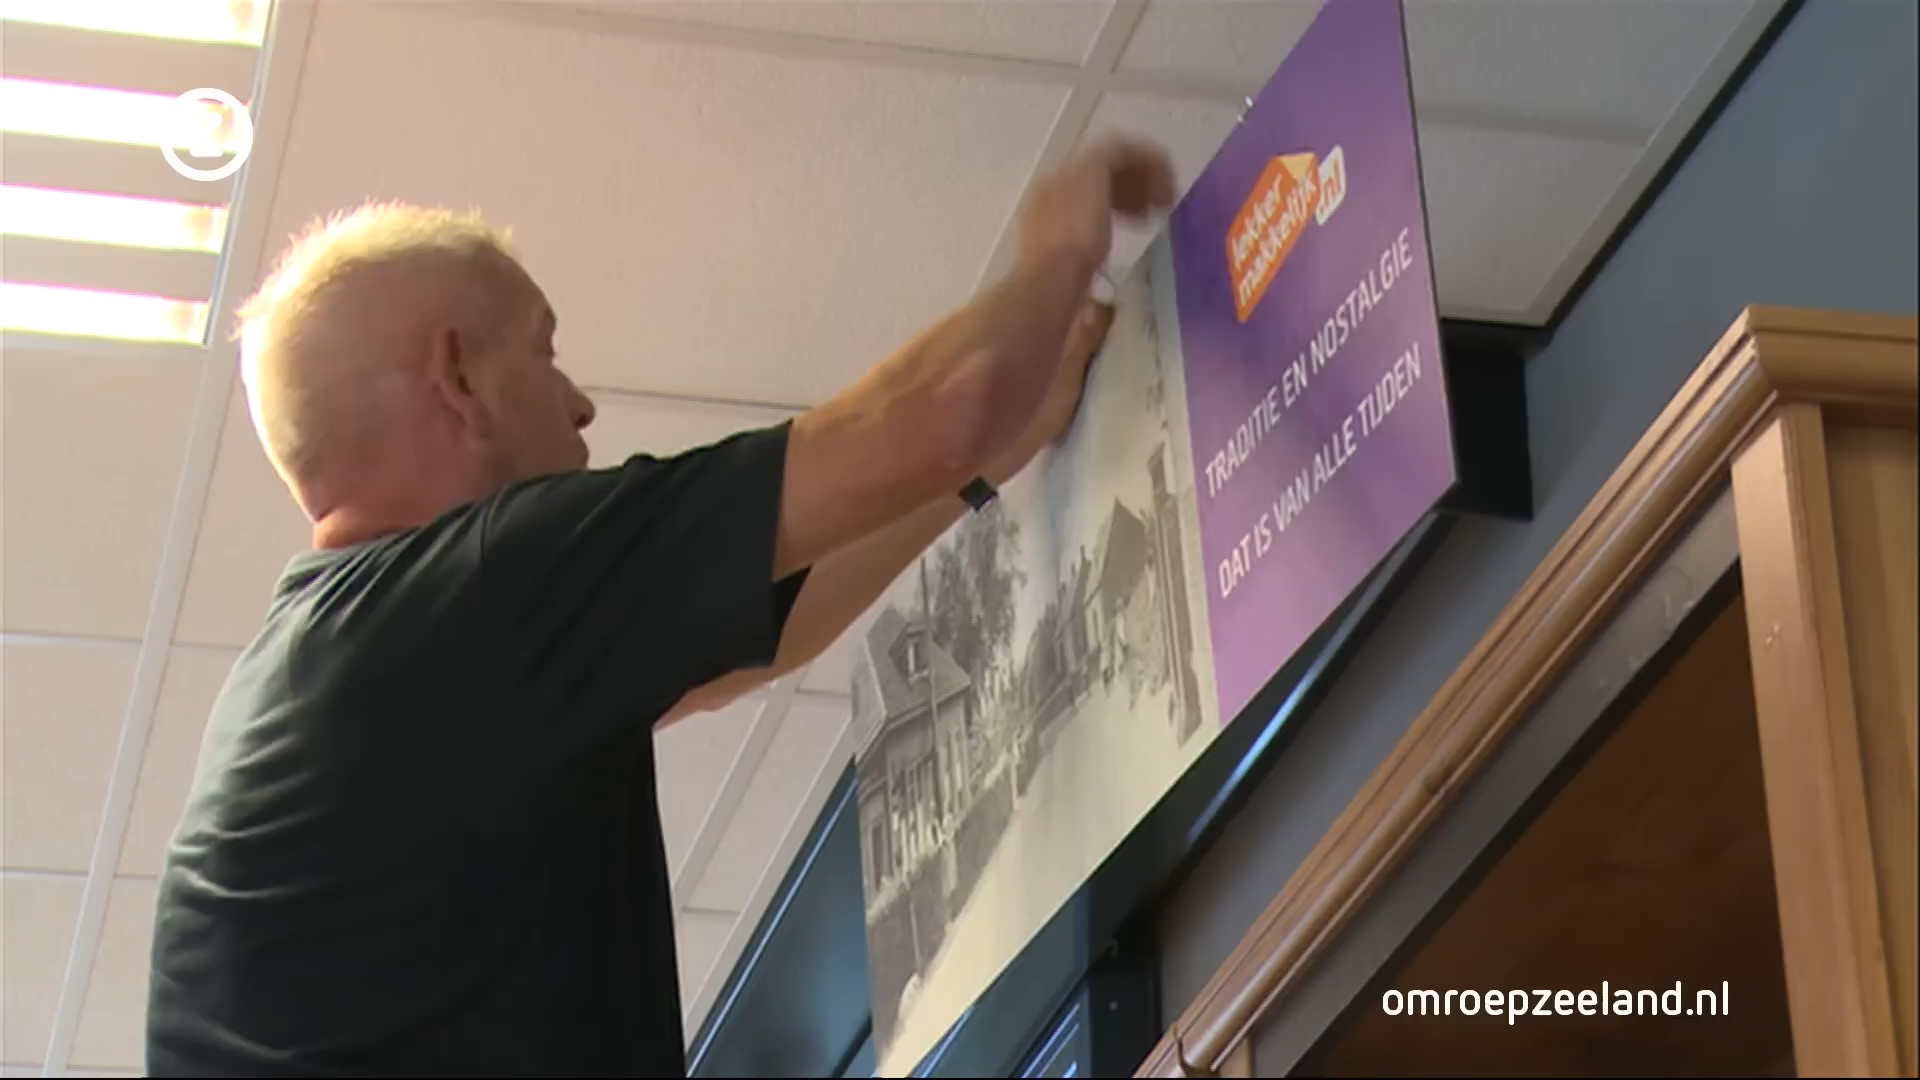 lekker
makkelijk.nl
TRADITIE EN NOSTALGIE
DAT IS VAN ALLE TIJDEN
omroepzeeland.nl